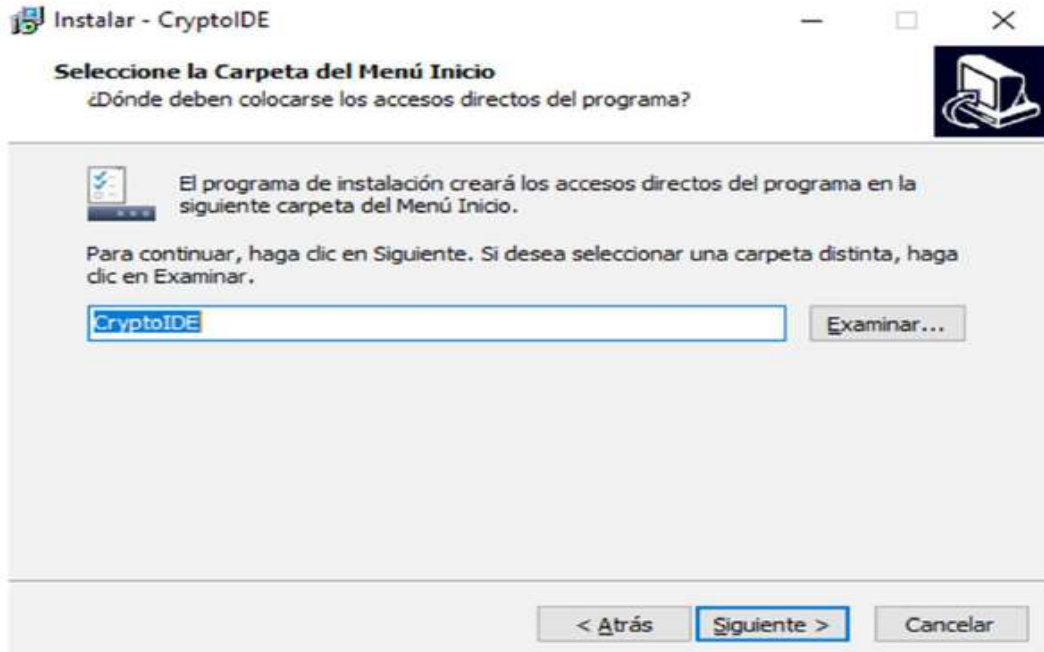 Instalar - CryptoIDE
Seleccione la Carpeta del Menú Inicio
¿Dónde deben colocarse los accesos directos del programa?
El programa de instalación creará los accesos directos del programa en la
siguiente carpeta del Menú Inicio.
Para continuar, haga clic en Siguiente. Si desea seleccionar una carpeta distinta, haga
clic en Examinar.
CryptoIDE
Examinar...
< Atrás
Siguiente >
Cancelar